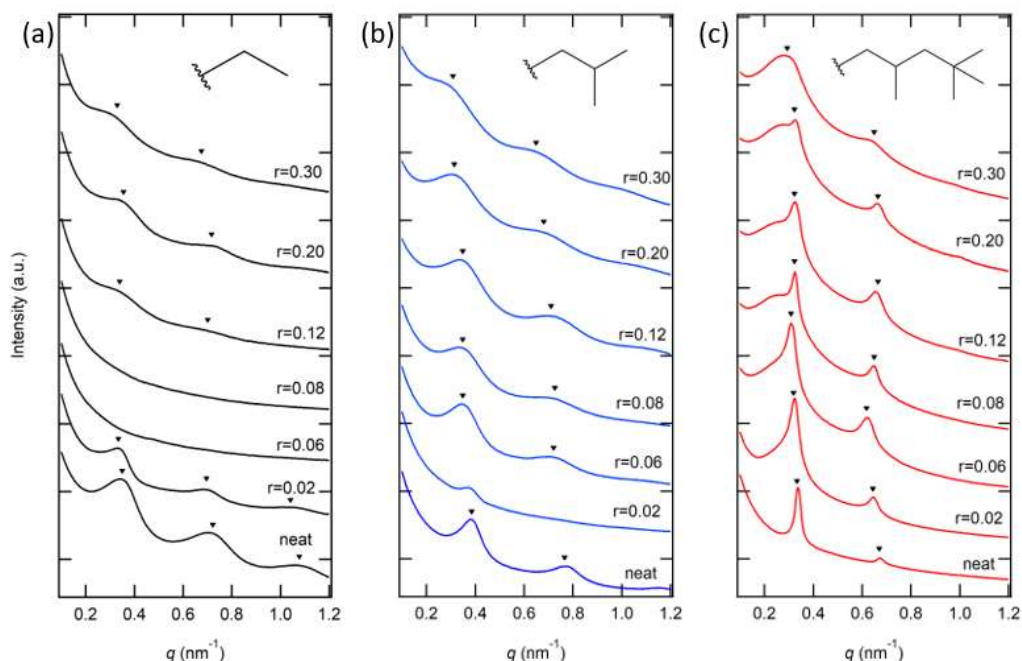 (a)
r=0.30
r=0.20
r=0.12
r=0.08
r=0.06
r=0.02
neat
0.2 0.4 0.6 0.8 1.0 1.2
q (nm⁻¹)
Intensity (a.u.)
(b)
r=0.30
r=0.20
r=0.12
r=0.08
r=0.06
r=0.02
neat
0.2 0.4 0.6 0.8 1.0 1.2
q (nm⁻¹)
(c)
r=0.30
r=0.20
r=0.12
r=0.08
r=0.06
r=0.02
neat
0.2 0.4 0.6 0.8 1.0 1.2
q (nm⁻¹)